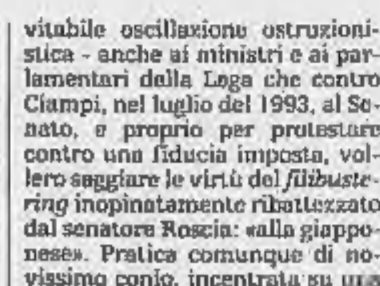 vitabile oscillazione ostruzioni-
stica - anche ai ministri e ai par-
lamentari della Lega che contro
Ciampi, nel luglio del 1993, al Se-
nato, e proprio per protestare
contro una fiducia imposta, vol-
lero saggiare le virtù del filibuste-
ring inopinatamente ribattezzato
dal senatore Roscia: «alla giappo-
nese». Pratica comunque di no-
vissimo conio, incentrata su una